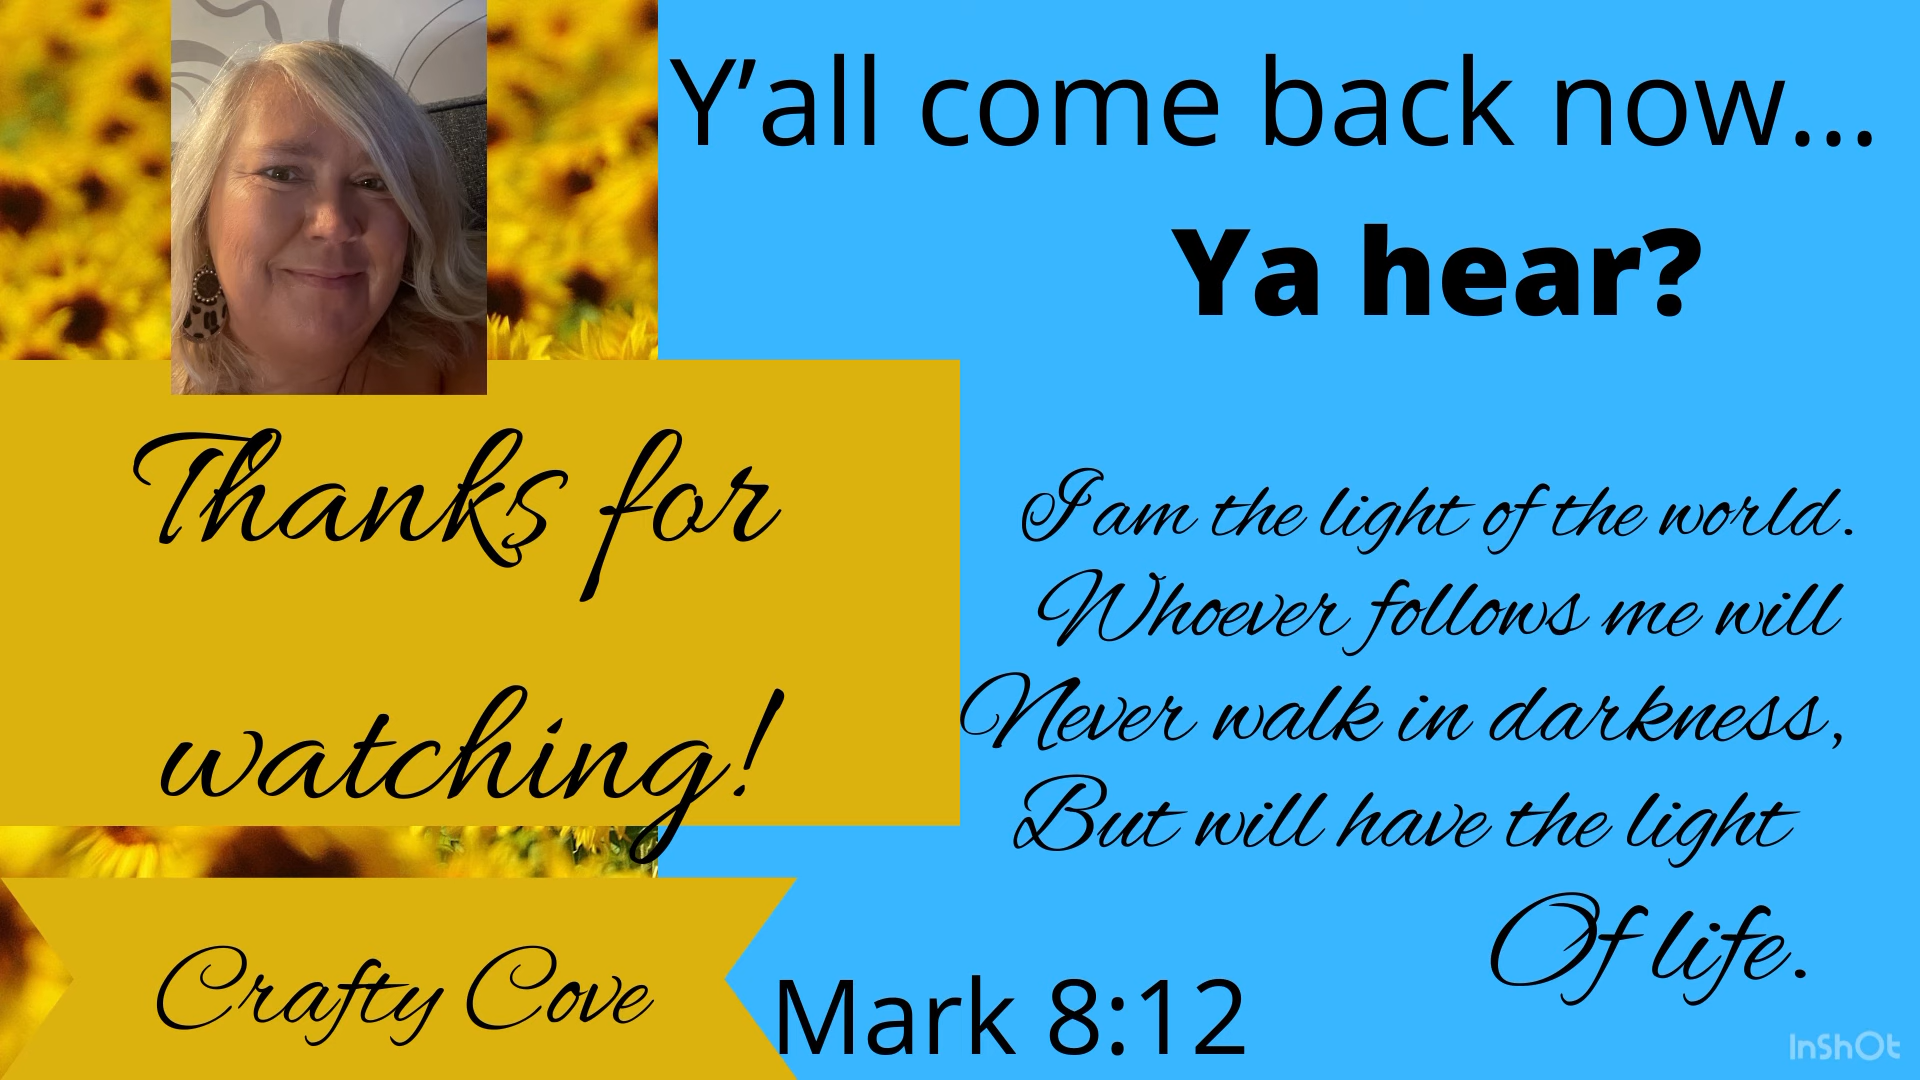 Y'all come back now...
Ya hear?
Thanks for
watching!
I am the light of the world.
Whoever follows me will
Never walk in darkness,
But will have the light
Of life.
Crafty Cove
Mark 8:12
InShOt